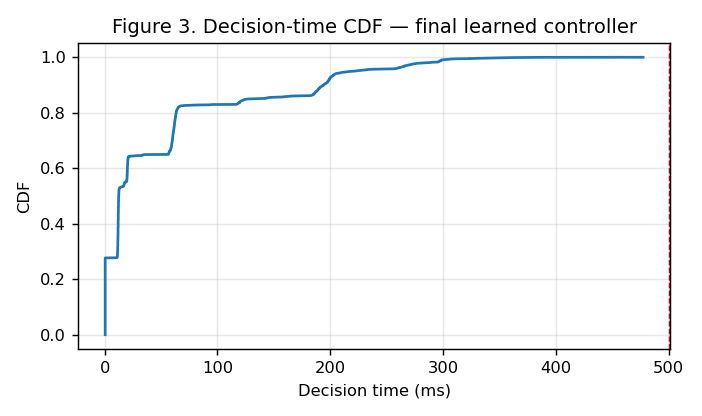 Figure 3. Decision-time CDF — final learned controller
1.0
0.8
0.6
0.4
0.2
0.0
CDF
0 100 200 300 400 500
Decision time (ms)